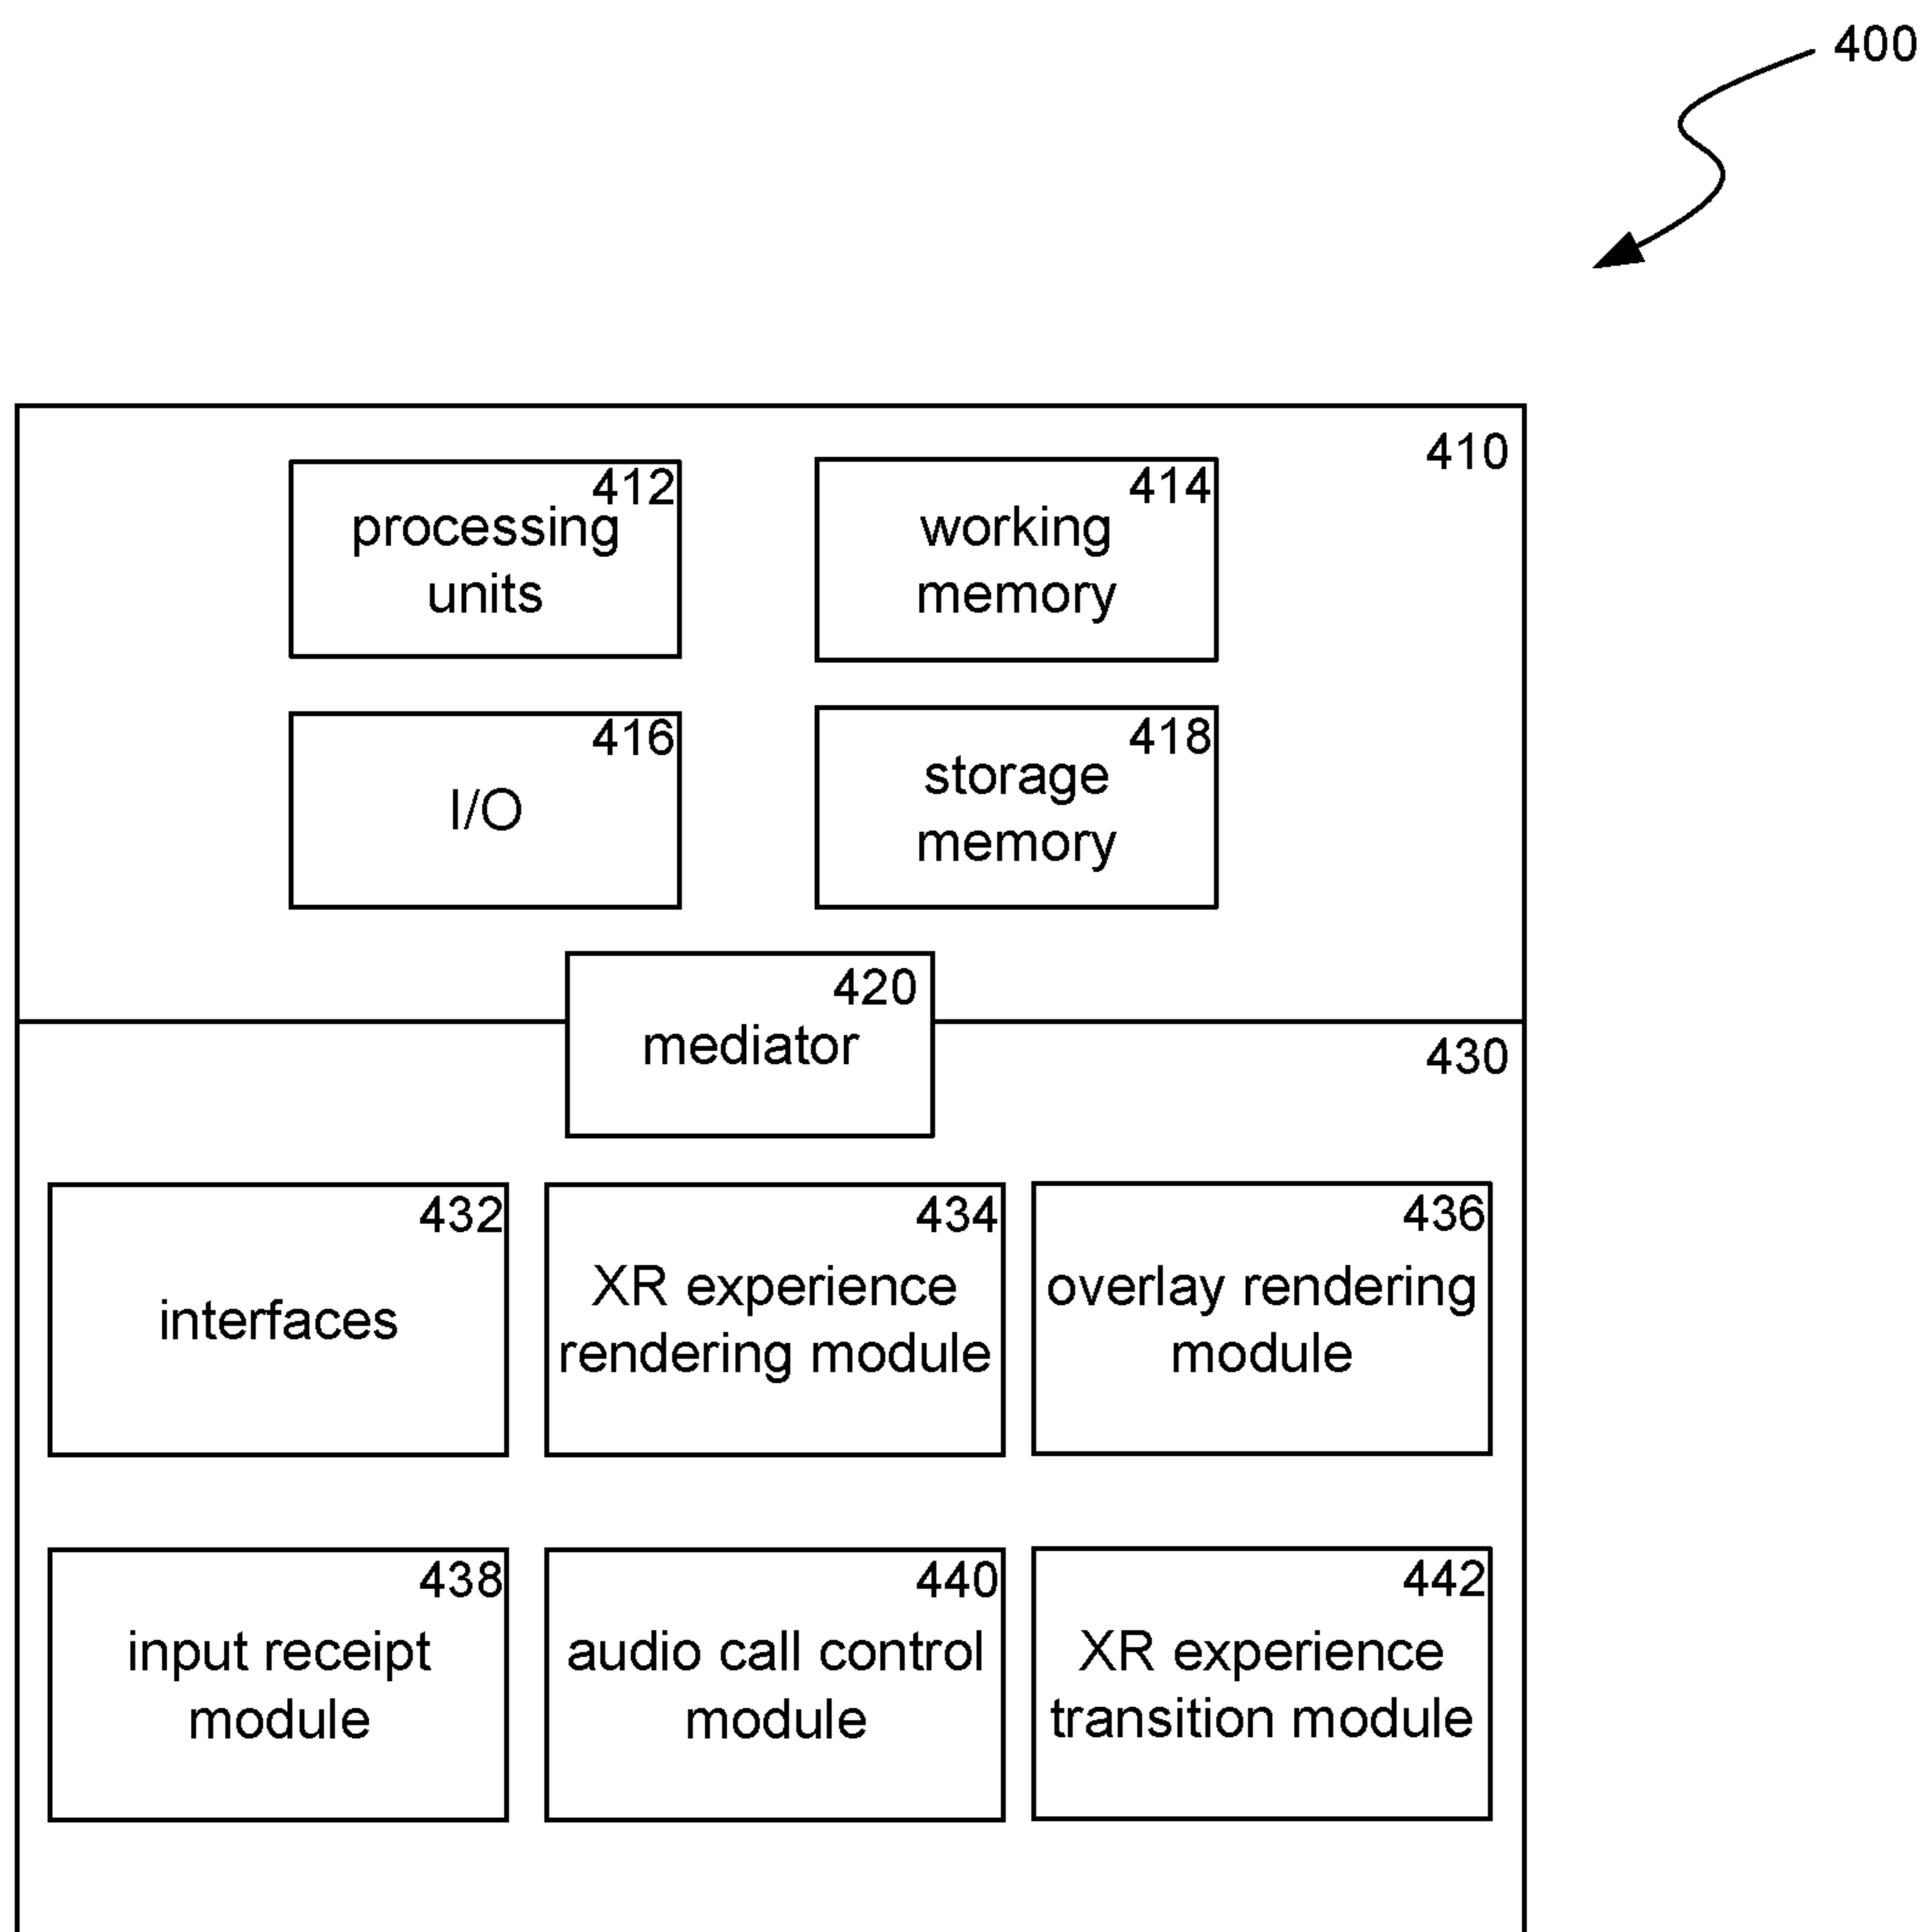 400
410
412
processing
units
414
working
memory
416
I/O
418
storage
memory
420
mediator
430
432
interfaces
434
XR experience
rendering module
436
overlay rendering
module
438
input receipt
module
440
audio call control
module
442
XR experience
transition module